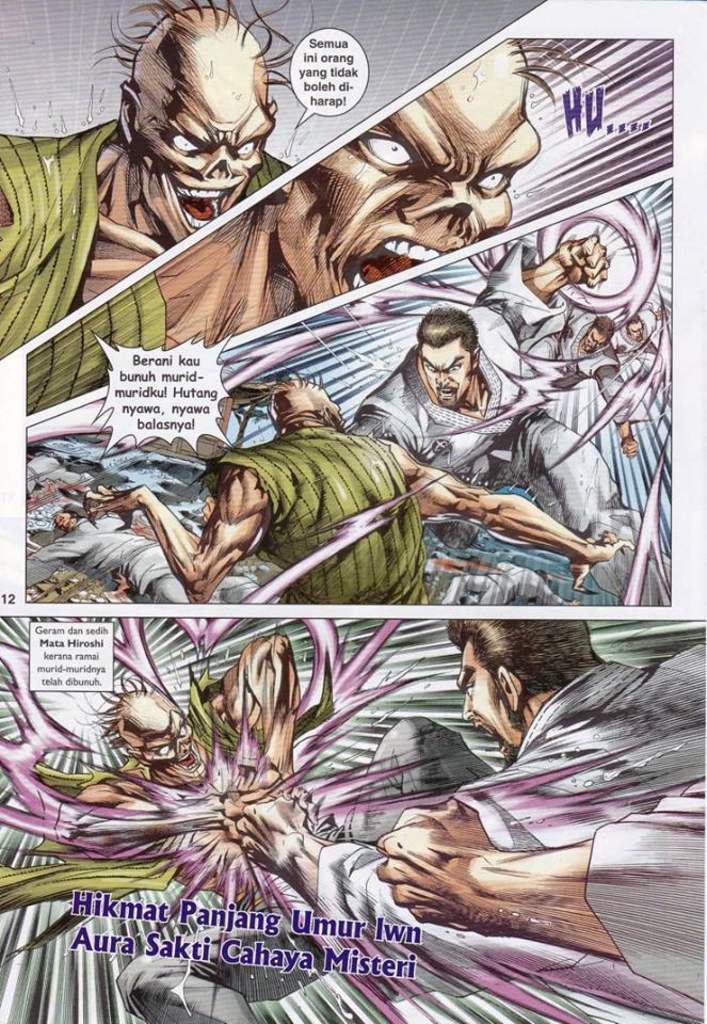 Semua
ini orang
yang tidak
boleh di-
harap!
HU....
Berani kau
bunuh murid-
muridku! Hutang
nyawa, nyawa
balasnya!
12
Geram dan sedih
Mata Hiroshi
kerana ramai
murid-muridnya
telah dibunuh.
Hikmat Panjang Umur lwn
Aura Sakti Cahaya Misteri